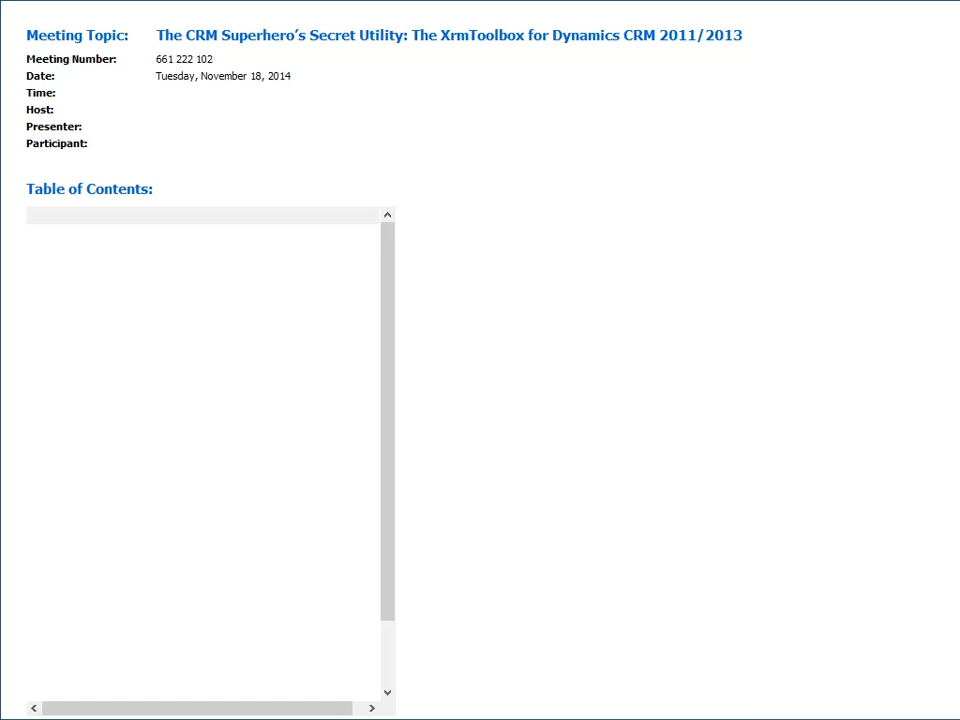 Meeting Topic: The CRM Superhero’s Secret Utility: The XrmToolbox for Dynamics CRM 2011/2013
Meeting Number: 661 222 102
Date: Tuesday, November 18, 2014
Time:
Host:
Presenter:
Participant:
Table of Contents: